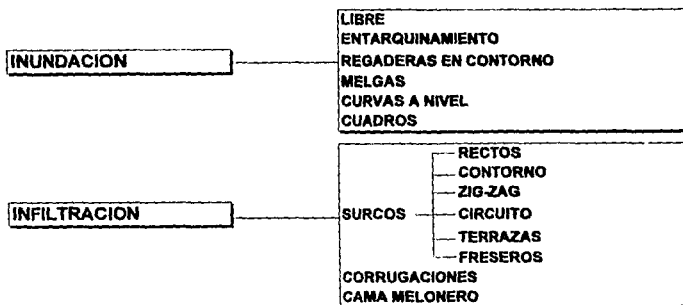 LIBRE
ENTARQUINAMIENTO
INUNDACION
REGADERAS EN CONTORNO
MELGAS
CURVAS A NIVEL
CUADROS
RECTOS
CONTORNO
ZIG-ZAG
INFILTRACION
SURCOS
CIRCUITO
TERRAZAS
FRESEROS
CORRUGACIONES
CAMA MELONERO